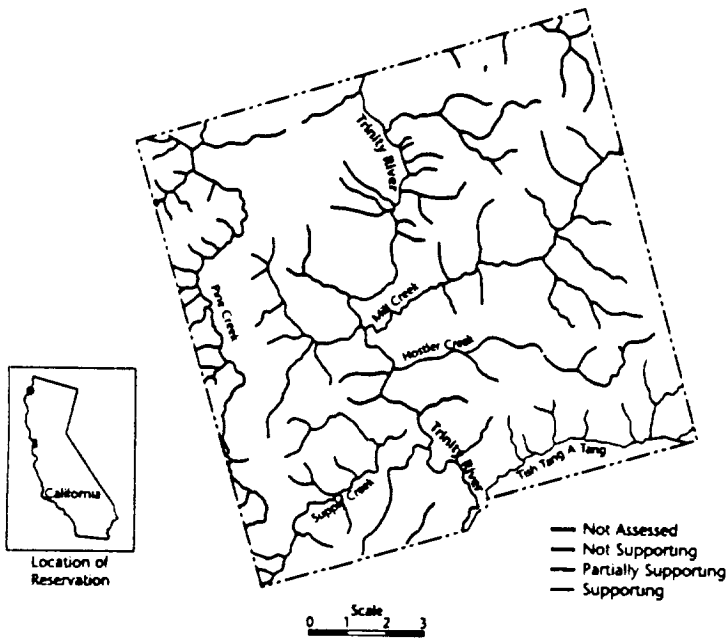 Trinity River
Mill Creek
Pine Creek
Hostler Creek
Trinity River
Tish Tang A Tang
Supply Creek
California
Location of
Reservation
Not Assessed
Not Supporting
Partially Supporting
Supporting
Scale
0 1 2 3